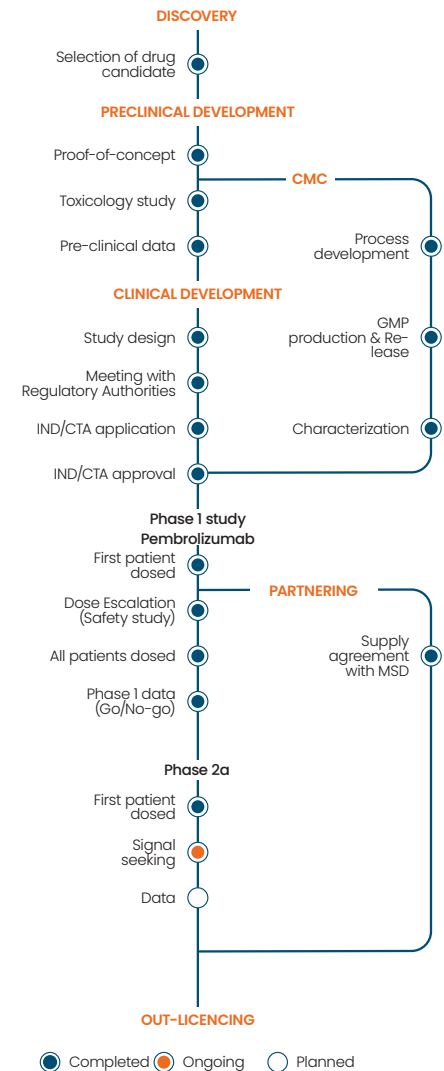 DISCOVERY
Selection of drug
candidate
PRECLINICAL DEVELOPMENT
Proof-of-concept
CMC
Toxicology study
Pre-clinical data
Process
development
CLINICAL DEVELOPMENT
Study design
GMP
production & Re-
lease
Meeting with
Regulatory Authorities
IND/CTA application
Characterization
IND/CTA approval
Phase 1 study
Pembrolizumab
First patient
dosed
PARTNERING
Dose Escalation
(Safety study)
All patients dosed
Supply
agreement
with MSD
Phase 1 data
(Go/No-go)
Phase 2a
First patient
dosed
Signal
seeking
Data
OUT-LICENCING
Completed
Ongoing
Planned